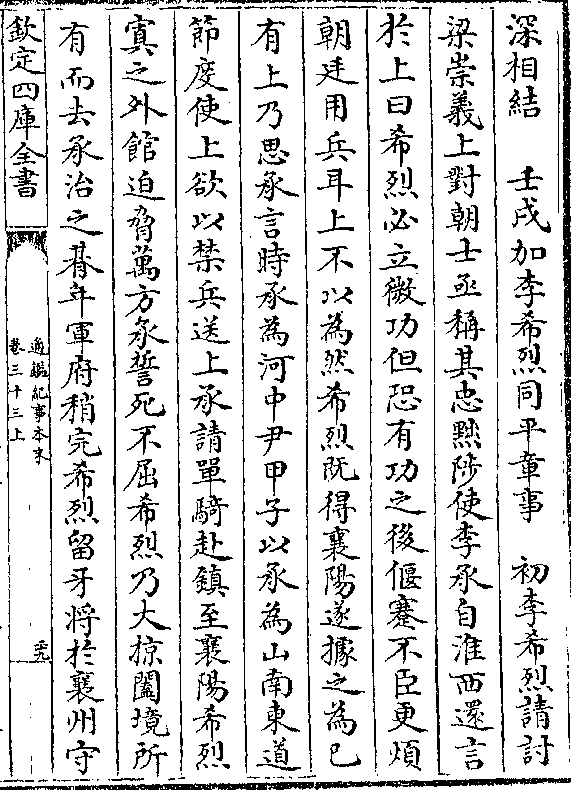 深相結　壬戌加李希烈同平章事　初李希烈請討
梁崇義上對朝士亟稱其忠黜陟使李承自淮西還言
於上曰希烈必立微功但恐有功之後偃蹇不臣更煩
朝廷用兵耳上不以為然希烈既得襄陽遂據之為已
有上乃思承言時承為河中尹甲子以承為山南東道
節度使上欲以禁兵送上承請單騎赴鎮至襄陽希烈
寘之外館迫脅萬方承誓死不屈希烈乃大掠闔境所
有而去承治之朞年軍府稍完希烈留牙將於襄州守
欽定四庫全書
通鑑紀事本末
卷三十三上
二十九